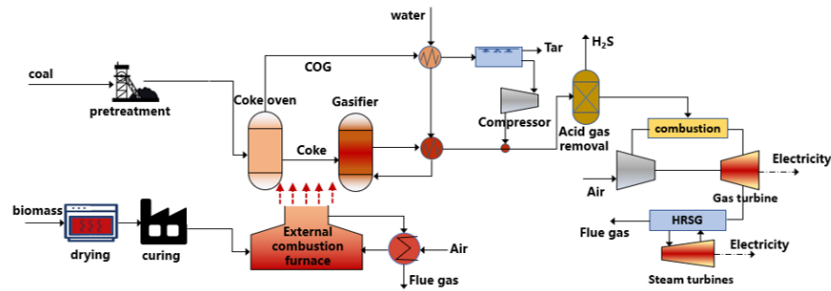 water
Tar
H₂S
COG
coal
pretreatment
Coke oven
Gasifier
Compressor
Acid gas
removal
combustion
Coke
Electricity
Air
Gas turbine
biomass
drying
curing
External
combustion
furnace
Air
Flue gas
HRSG
Flue gas
Electricity
Steam turbines